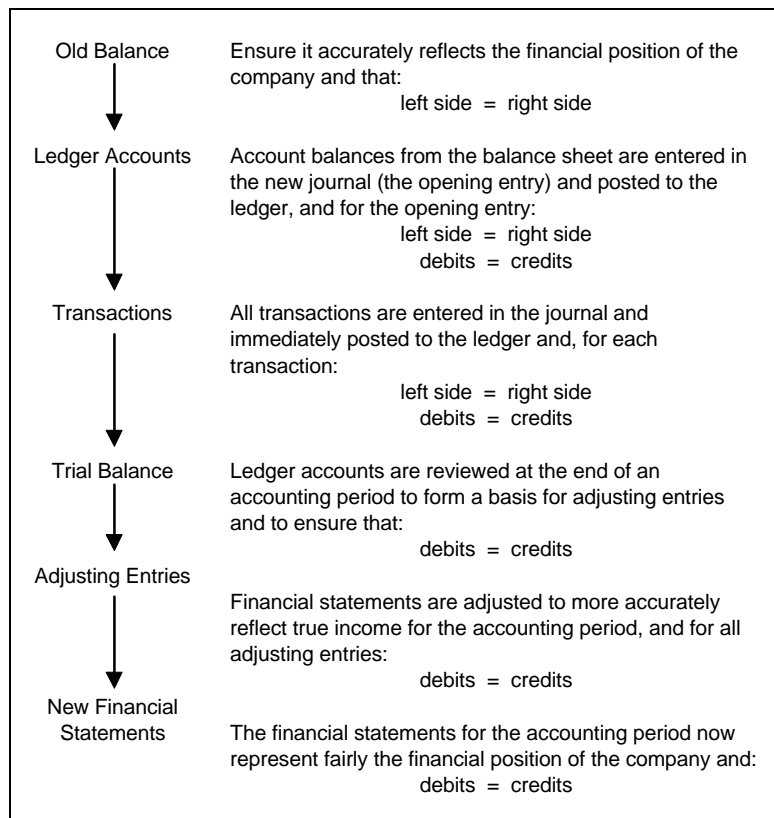 Old Balance
Ensure it accurately reflects the financial position of the
company and that:
left side = right side
Ledger Accounts
Account balances from the balance sheet are entered in
the new journal (the opening entry) and posted to the
ledger, and for the opening entry:
left side = right side
debits = credits
Transactions
All transactions are entered in the journal and
immediately posted to the ledger and, for each
transaction:
left side = right side
debits = credits
Trial Balance
Ledger accounts are reviewed at the end of an
accounting period to form a basis for adjusting entries
and to ensure that:
debits = credits
Adjusting Entries
Financial statements are adjusted to more accurately
reflect true income for the accounting period, and for all
adjusting entries:
debits = credits
New Financial
Statements
The financial statements for the accounting period now
represent fairly the financial position of the company and:
debits = credits